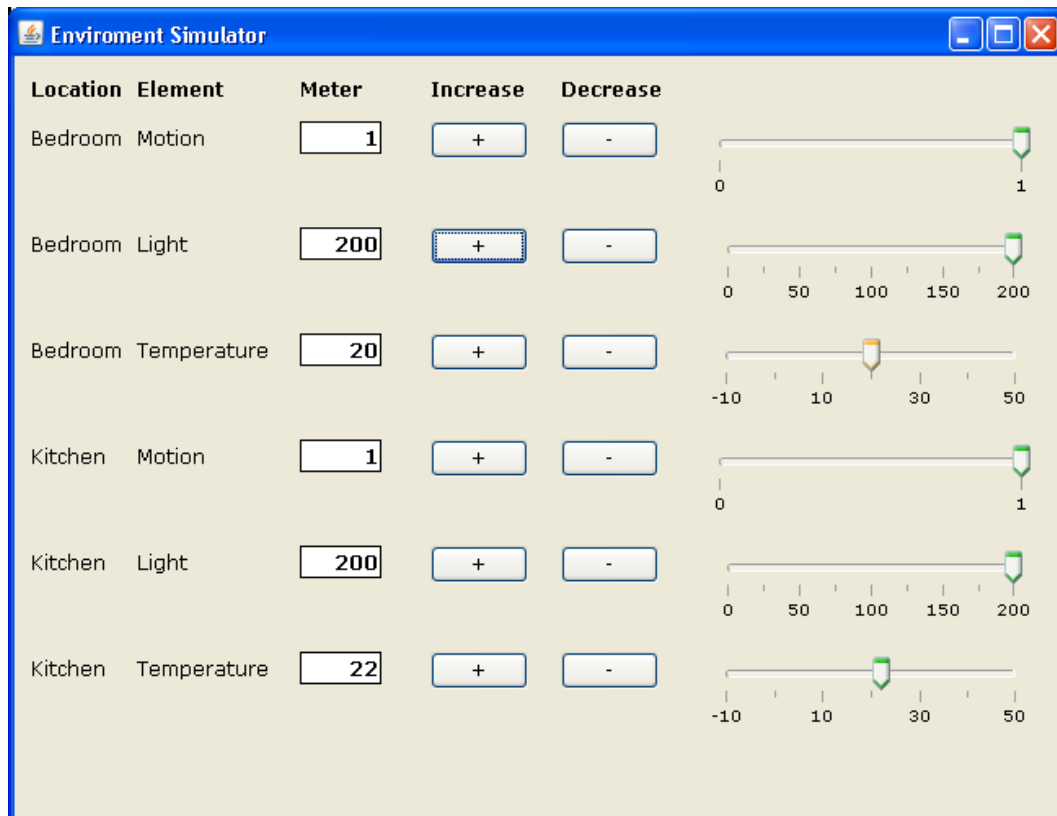 Enviroment Simulator
Location Element Meter Increase Decrease
Bedroom Motion 1 + -
0 1
Bedroom Light 200 + -
0 50 100 150 200
Bedroom Temperature 20 + -
-10 10 30 50
Kitchen Motion 1 + -
0 1
Kitchen Light 200 + -
0 50 100 150 200
Kitchen Temperature 22 + -
-10 10 30 50